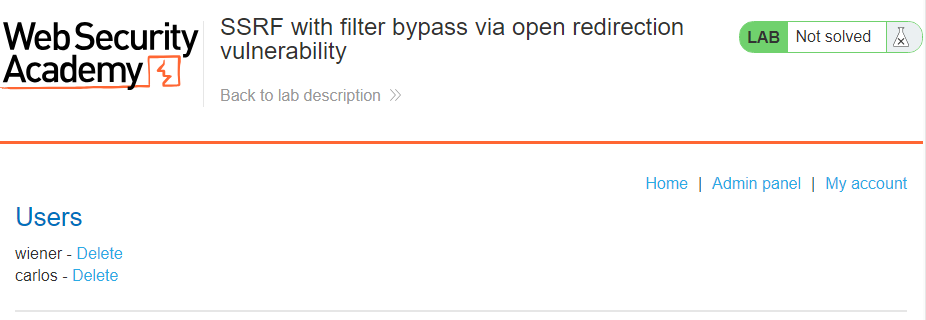 Web Security
Academy
SSRF with filter bypass via open redirection
vulnerability
Back to lab description
LAB Not solved
Home | Admin panel | My account
Users
wiener - Delete
carlos - Delete